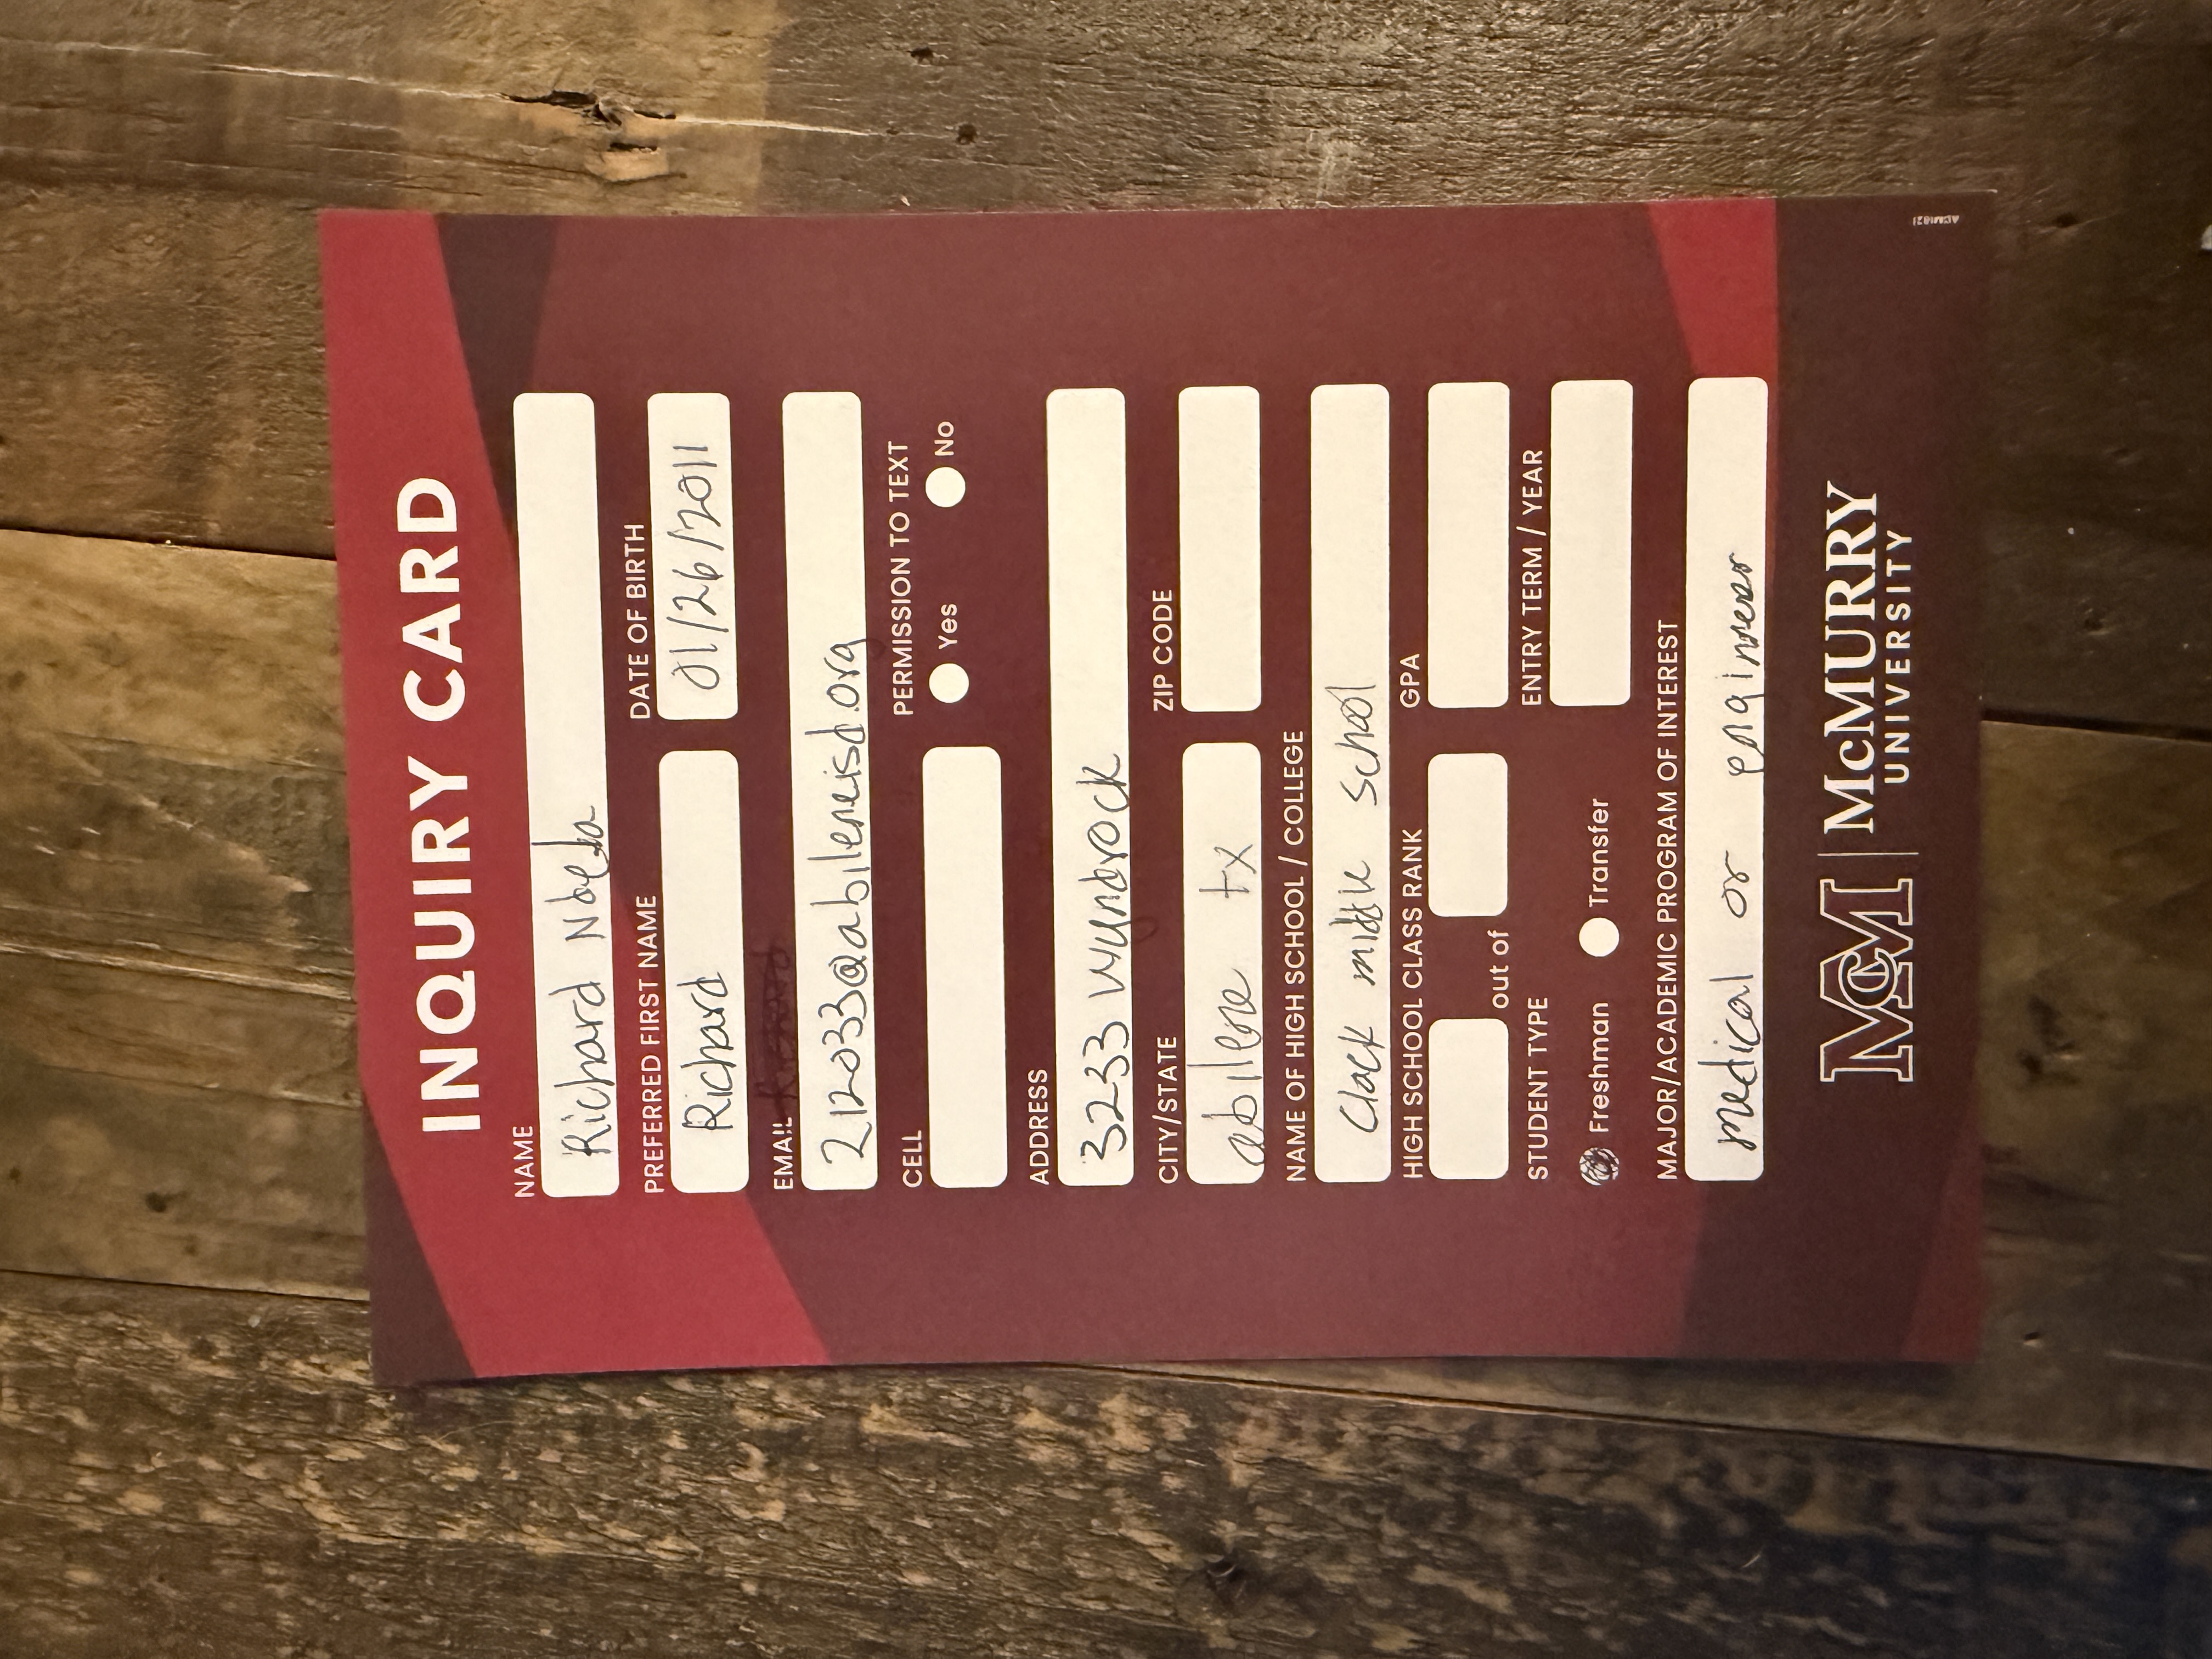 INQUIRY CARD
NAME
Richard
PREFERRED FIRST NAME DATE OF BIRTH
Richard 01/26/2011
EMAIL Richard
212033@abileneisd.org
CELL PERMISSION TO TEXT
Yes No
ADDRESS
3233 wyndrock
CITY/STATE ZIP CODE
abilene tx
NAME OF HIGH SCHOOL / COLLEGE
Clack middle school
HIGH SCHOOL CLASS RANK GPA
out of
STUDENT TYPE ENTRY TERM / YEAR
Freshman Transfer
MAJOR/ACADEMIC PROGRAM OF INTEREST
medical or engineer
McM McMURRY
UNIVERSITY